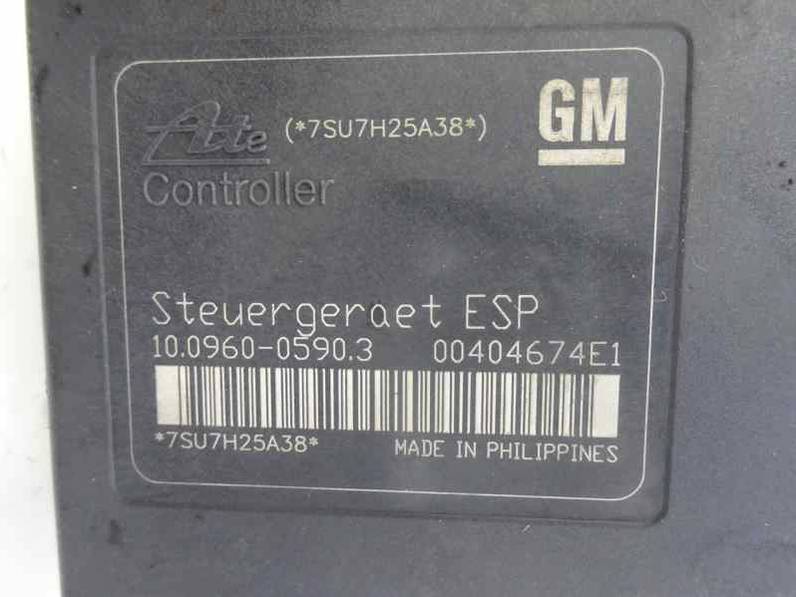 Ate (*7SU7H25A38*) GM
Controller
Steuergeraet ESP
10.0960-0590.3 00404674E1
*7SU7H25A38* MADE IN PHILIPPINES